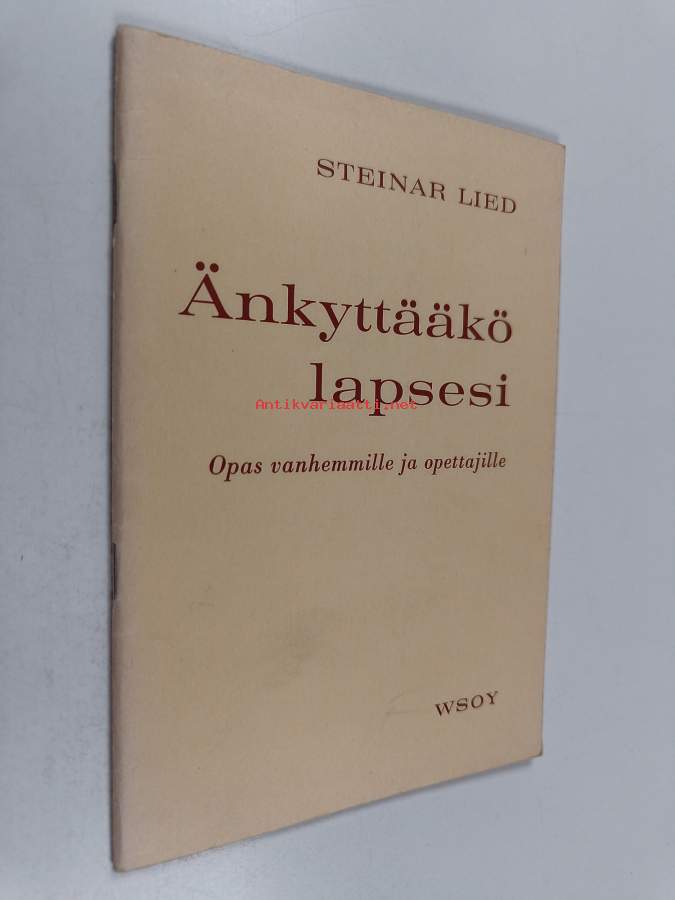 STEINAR LIED
Änkyttääkö
lapsesi
Antikvariaatti.net
Opas vanhemmille ja opettajille
WSOY